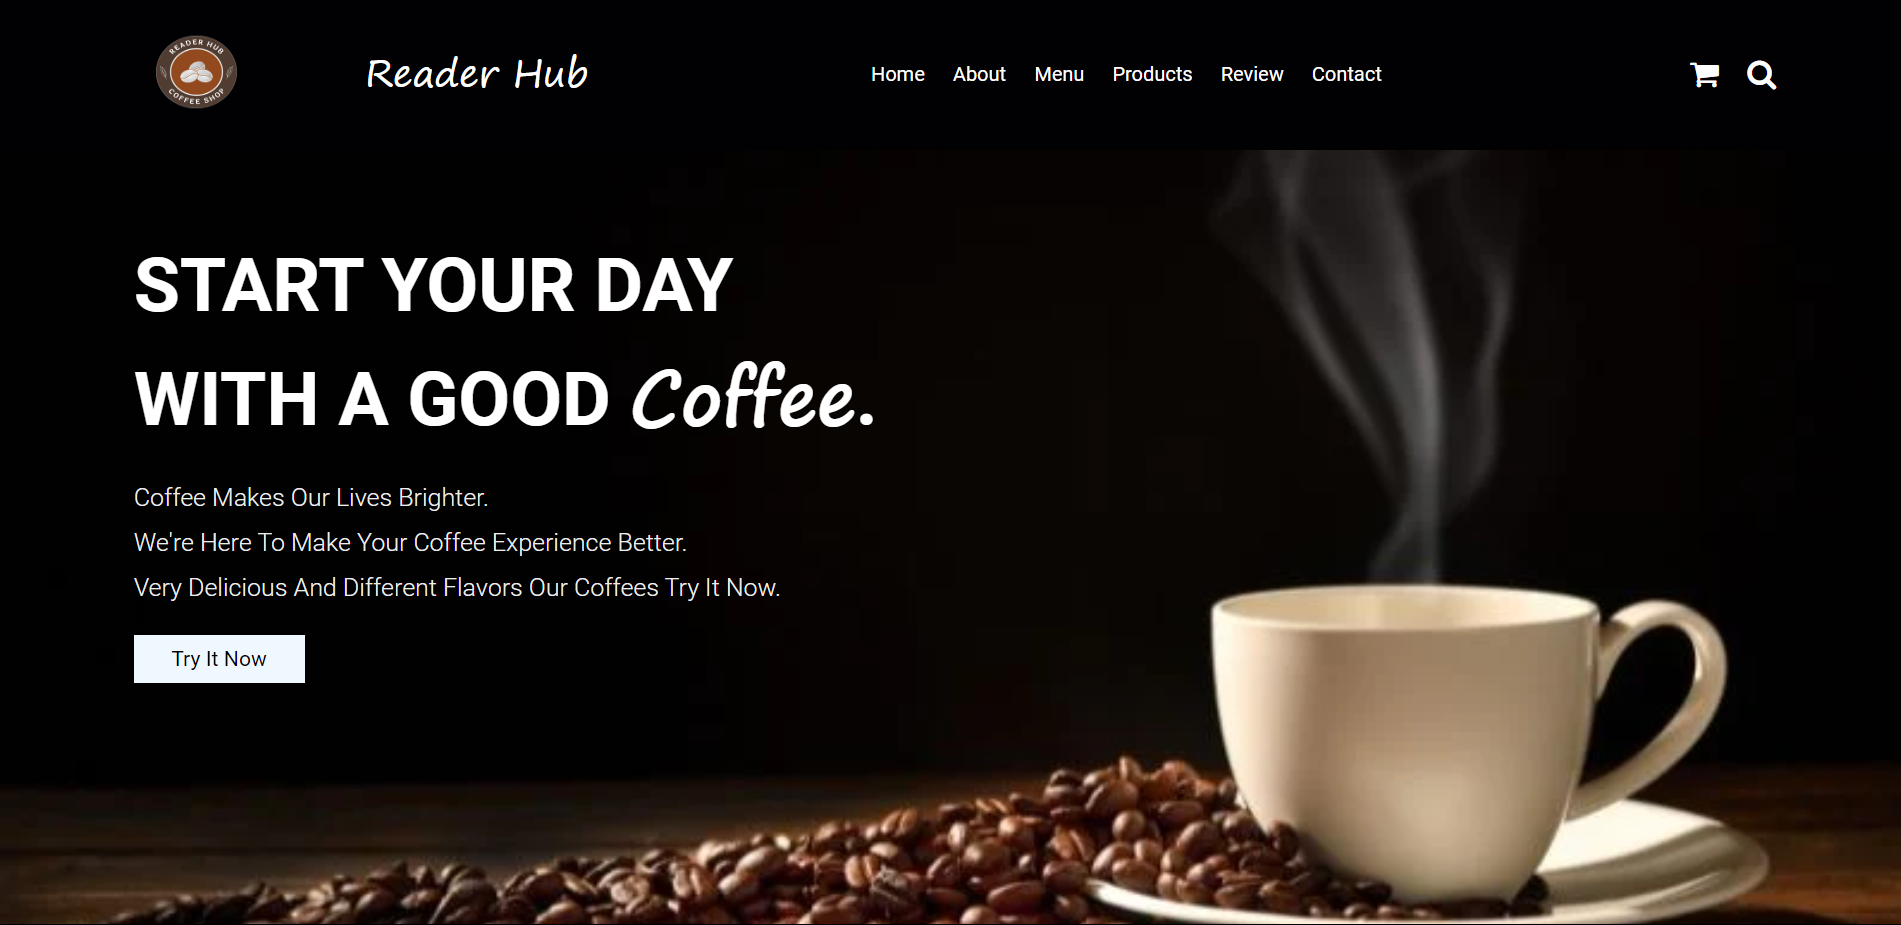 READER HUB
COFFEE SHOP
Reader Hub
Home About Menu Products Review Contact
START YOUR DAY
WITH A GOOD Coffee.
Coffee Makes Our Lives Brighter.
We're Here To Make Your Coffee Experience Better.
Very Delicious And Different Flavors Our Coffees Try It Now.
Try It Now